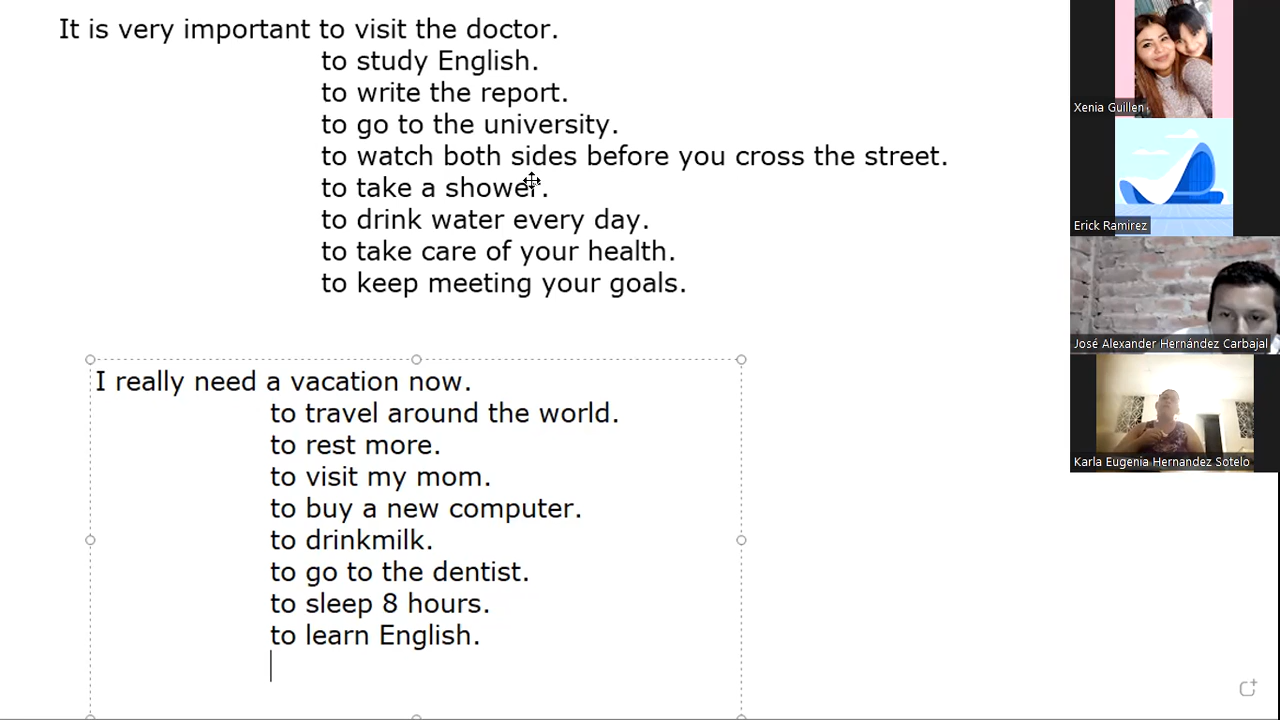 It is very important to visit the doctor.
to study English.
to write the report.
to go to the university.
to watch both sides before you cross the street.
to take a shower.
to drink water every day.
to take care of your health.
to keep meeting your goals.
I really need a vacation now.
to travel around the world.
to rest more.
to visit my mom.
to buy a new computer.
to drinkmilk.
to go to the dentist.
to sleep 8 hours.
to learn English.
Xenia Guillen
Erick Ramirez
José Alexander Hernández Carbajal
Karla Eugenia Hernandez Sotelo